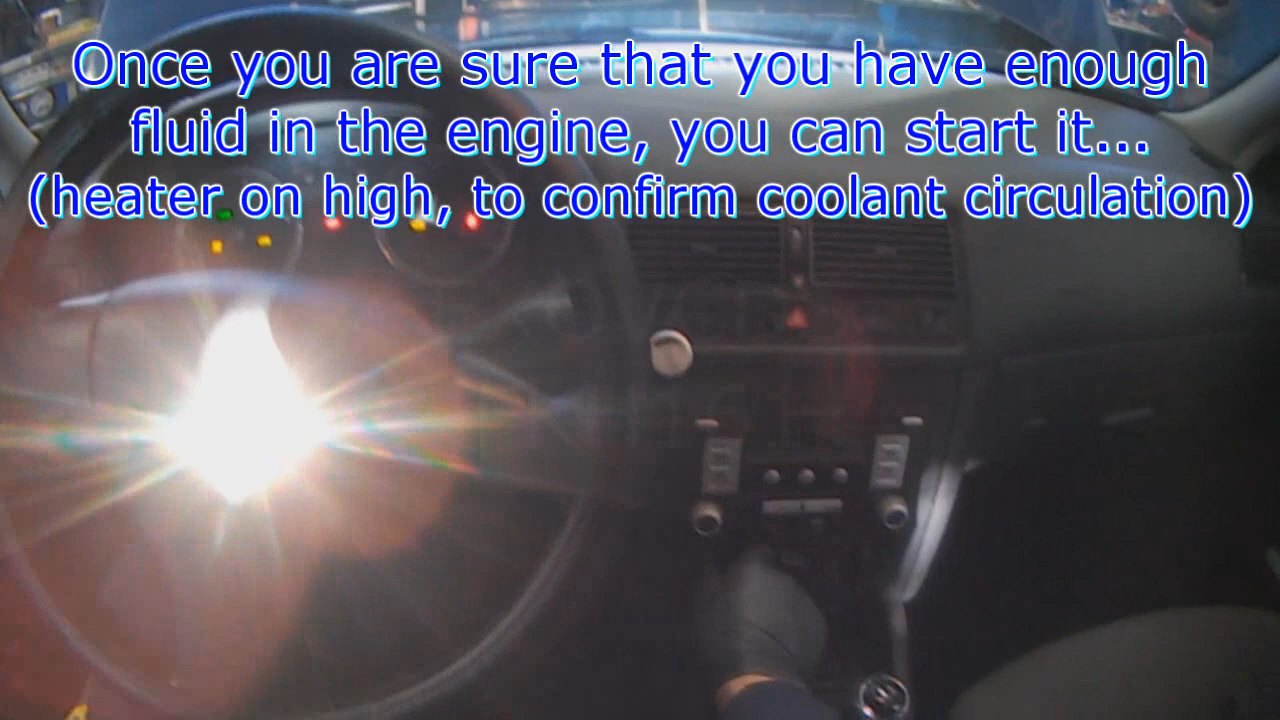 Once you are sure that you have enough
fluid in the engine, you can start it...
(heater on high, to confirm coolant circulation)